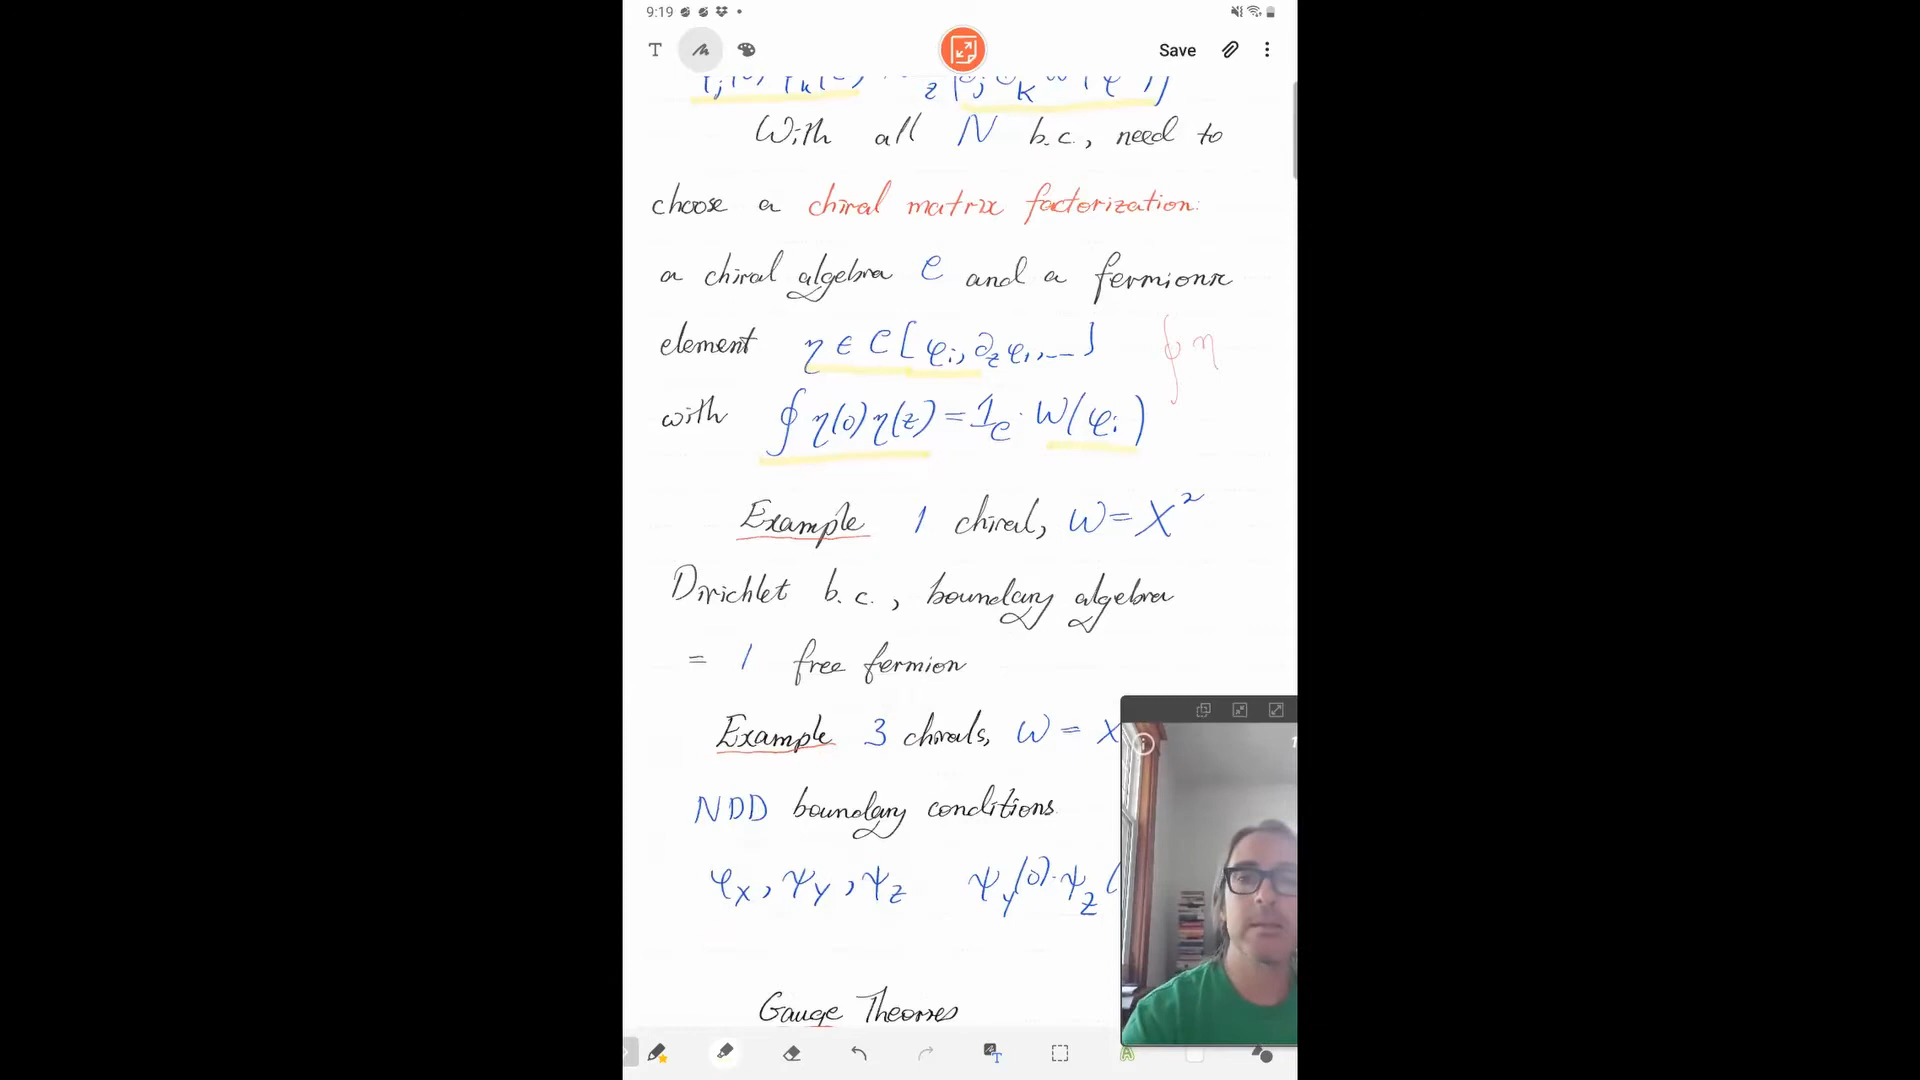 9:19
T
Save
With all N b.c., need to
choose a chiral matrix factorization:
a chiral algebra C and a fermionic
element η ∈ C[φᵢ, ∂_zφᵢ, ...] ∮ η
with ∮ η(0) η(z) = 1_C · W(φᵢ)
Example 1 chiral, W = X²
Dirichlet b.c., boundary algebra
= 1 free fermion
Example 3 chirals, W = X
NDD boundary conditions.
φ_X, ψ_Y, ψ_Z ψ_Y(0)·ψ_Z(
Gauge Theories